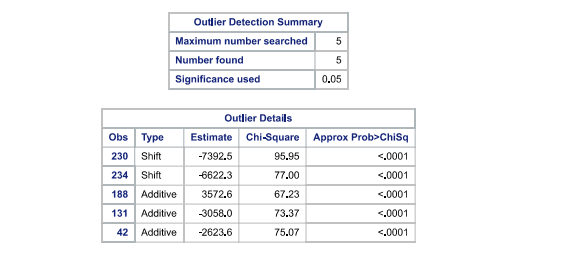 Outlier Detection Summary
Maximum number searched 5
Number found 5
Significance used 0.05
Outlier Details
Obs Type Estimate Chi-Square Approx Prob>ChiSq
230 Shift -7392.5 95.95 <.0001
234 Shift -6622.3 77.00 <.0001
188 Additive 3572.6 67.23 <.0001
131 Additive -3058.0 73.37 <.0001
42 Additive -2623.6 75.07 <.0001